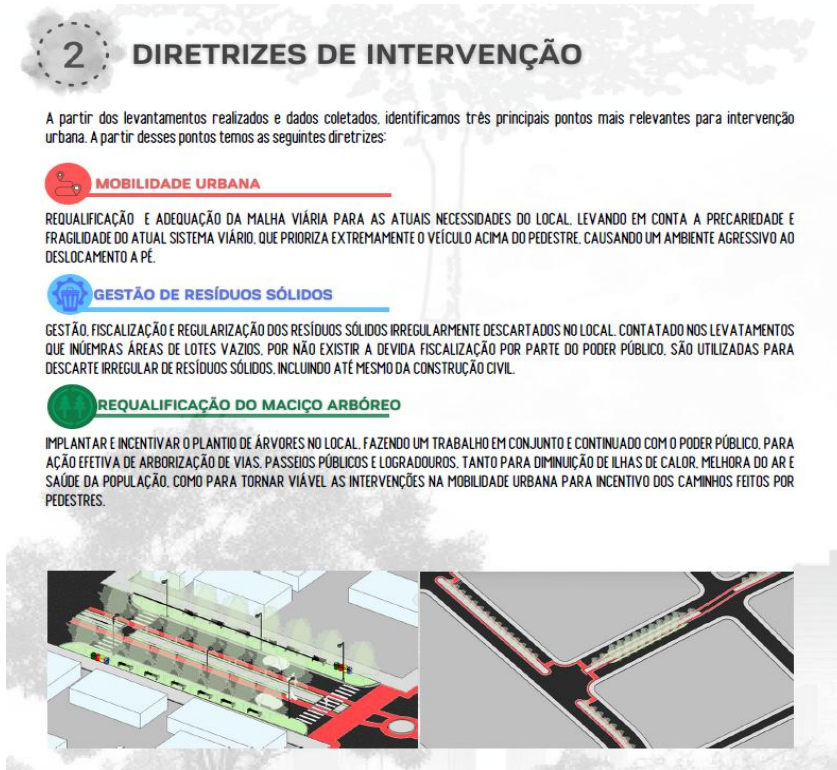 2 DIRETRIZES DE INTERVENÇÃO
A partir dos levantamentos realizados e dados coletados, identificamos três principais pontos mais relevantes para intervenção
urbana. A partir desses pontos temos as seguintes diretrizes:
MOBILIDADE URBANA
REQUALIFICAÇÃO E ADEQUAÇÃO DA MALHA VIÁRIA PARA AS ATUAIS NECESSIDADES DO LOCAL, LEVANDO EM CONTA A PRECARIEDADE E
FRAGILIDADE DO ATUAL SISTEMA VIÁRIO, QUE PRIORIZA EXTREMAMENTE O VEÍCULO ACIMA DO PEDESTRE, CAUSANDO UM AMBIENTE AGRESSIVO AO
DESLOCAMENTO A PÉ.
GESTÃO DE RESÍDUOS SÓLIDOS
GESTÃO, FISCALIZAÇÃO E REGULARIZAÇÃO DOS RESÍDUOS SÓLIDOS IRREGULARMENTE DESCARTADOS NO LOCAL. CONTATADO NOS LEVATAMENTOS
QUE INÚEMRAS ÁREAS DE LOTES VAZIOS, POR NÃO EXISTIR A DEVIDA FISCALIZAÇÃO POR PARTE DO PODER PÚBLICO, SÃO UTILIZADAS PARA
DESCARTE IRREGULAR DE RESÍDUOS SÓLIDOS, INCLUINDO ATÉ MESMO DA CONSTRUÇÃO CIVIL.
REQUALIFICAÇÃO DO MACIÇO ARBÓREO
IMPLANTAR E INCENTIVAR O PLANTIO DE ÁRVORES NO LOCAL, FAZENDO UM TRABALHO EM CONJUNTO E CONTINUADO COM O PODER PÚBLICO, PARA
AÇÃO EFETIVA DE ARBORIZAÇÃO DE VIAS, PASSEIOS PÚBLICOS E LOGRADOUROS, TANTO PARA DIMINUIÇÃO DE ILHAS DE CALOR, MELHORA DO AR E
SAÚDE DA POPULAÇÃO, COMO PARA TORNAR VIÁVEL AS INTERVENÇÕES NA MOBILIDADE URBANA PARA INCENTIVO DOS CAMINHOS FEITOS POR
PEDESTRES.